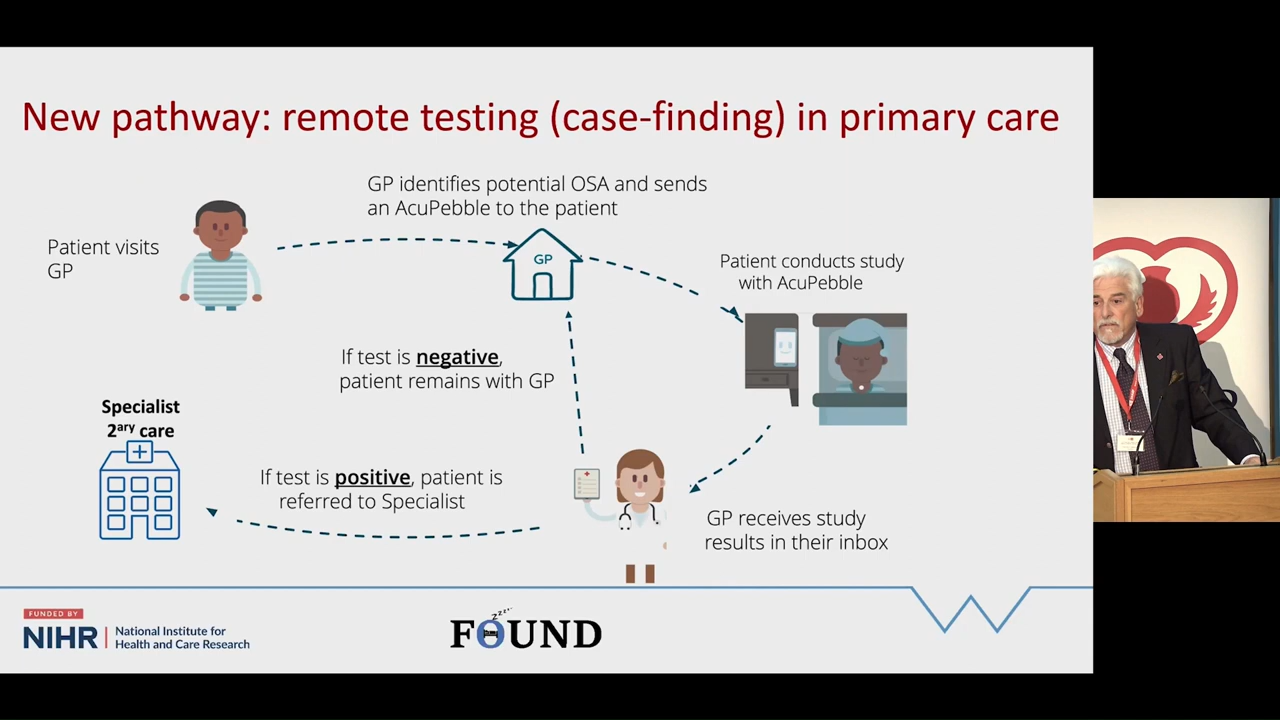 New pathway: remote testing (case-finding) in primary care
GP identifies potential OSA and sends
an AcuPebble to the patient
Patient visits
GP
GP
Patient conducts study
with AcuPebble
If test is negative,
patient remains with GP
Specialist
2ary care
If test is positive, patient is
referred to Specialist
GP receives study
results in their inbox
FUNDED BY
NIHR | National Institute for
Health and Care Research
zzzz
FOUND